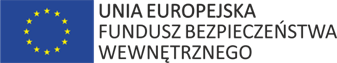 UNIA EUROPEJSKA
FUNDUSZ BEZPIECZEŃSTWA
WEWNĘTRZNEGO